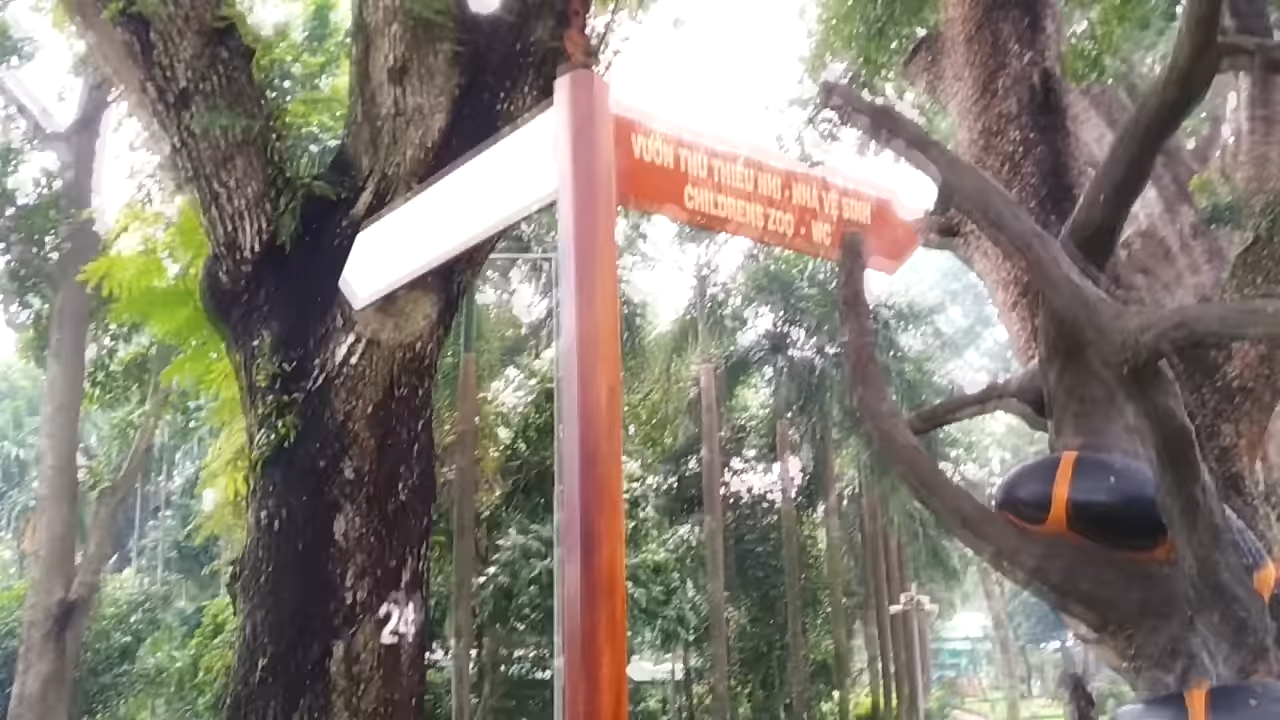 VƯỜN THÚ THIẾU NHI - NHÀ VỆ SINH
CHILDRENS ZOO - WC
24